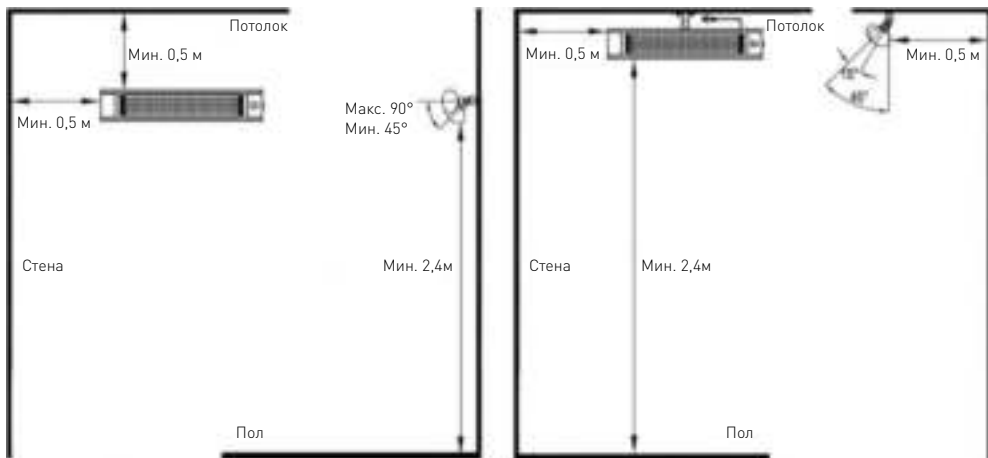 Потолок
Мин. 0,5 м
Мин. 0,5 м
Макс. 90°
Мин. 45°
Стена
Мин. 2,4м
Пол
Потолок
Мин. 0,5 м
Мин. 0,5 м
Стена
Мин. 2,4м
Пол